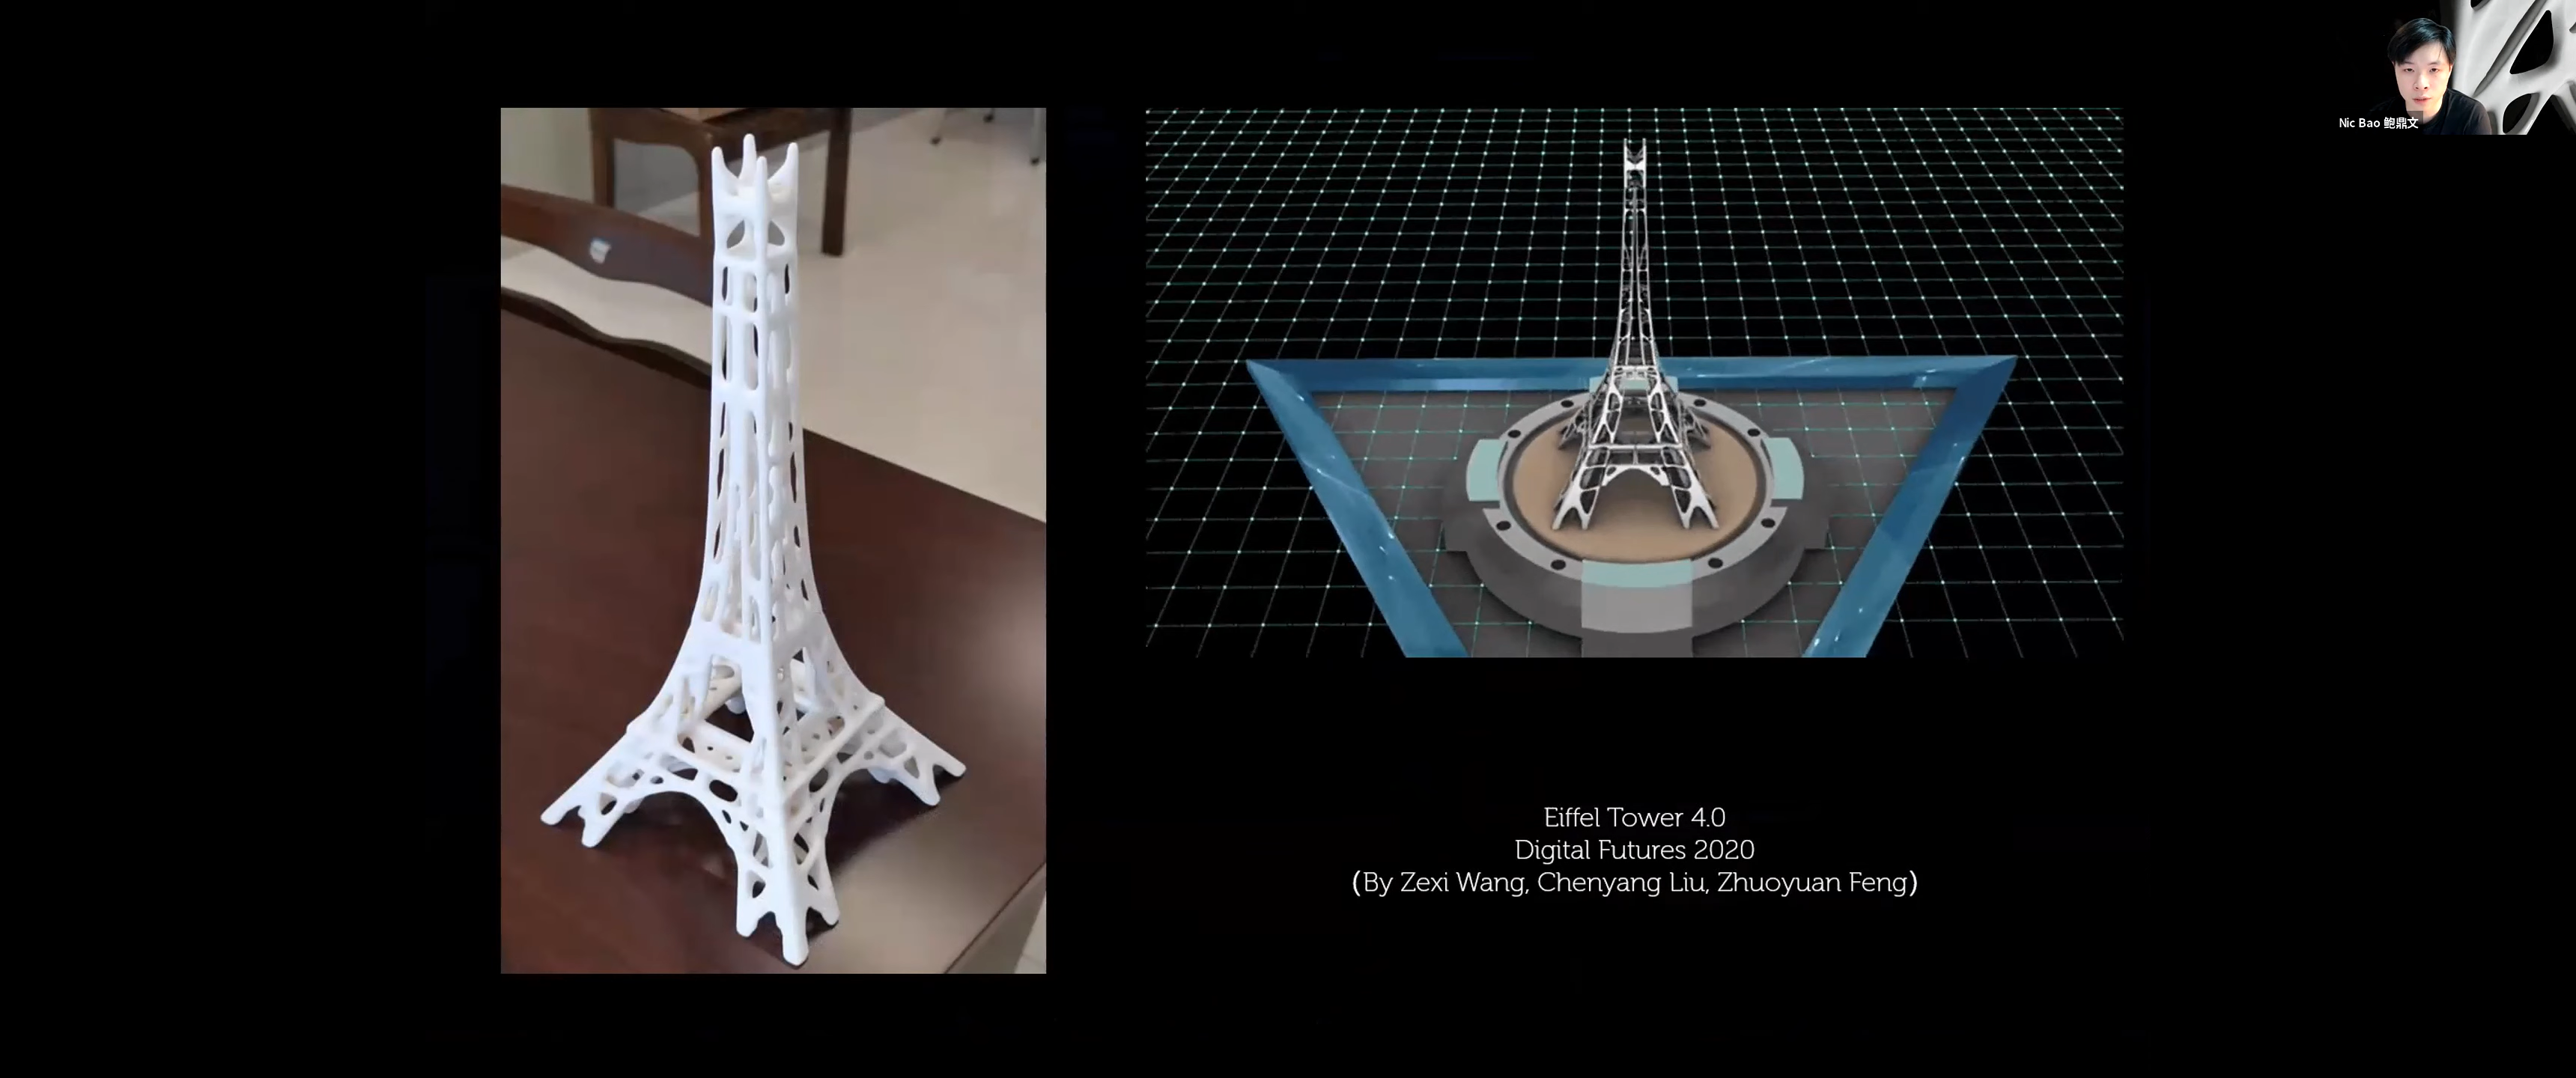 Nic Bao 鲍鼎文
Eiffel Tower 4.0
Digital Futures 2020
(By Zexi Wang, Chenyang Liu, Zhuoyuan Feng)